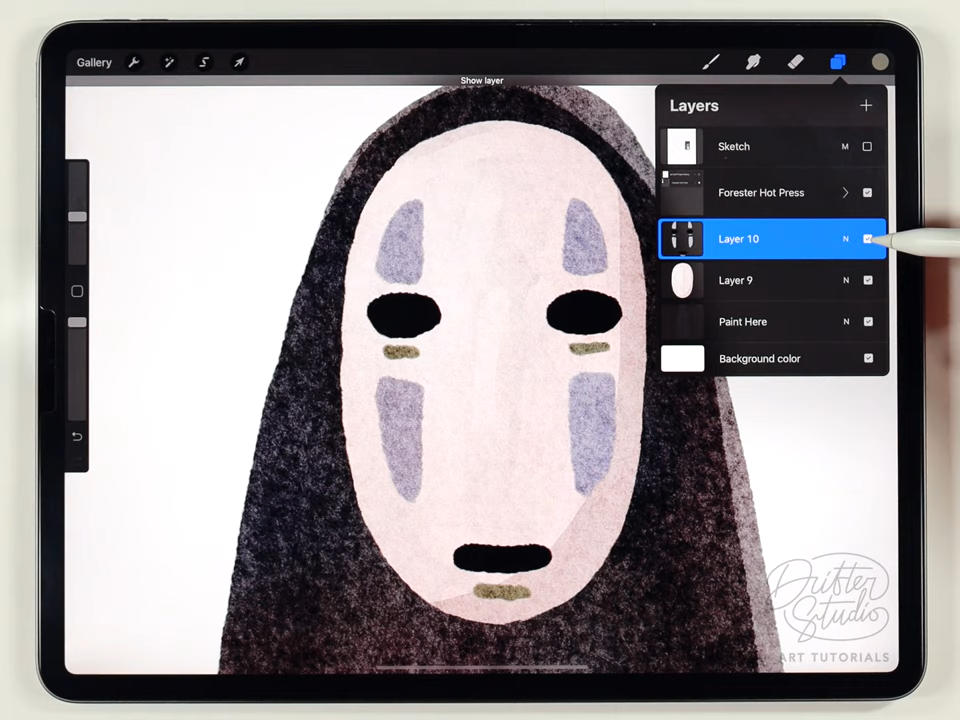 Gallery
Show layer
Layers
Sketch M
Forester Hot Press
Layer 10 N
Layer 9 N
Paint Here N
Background color
Drifter
Studio
ART TUTORIALS